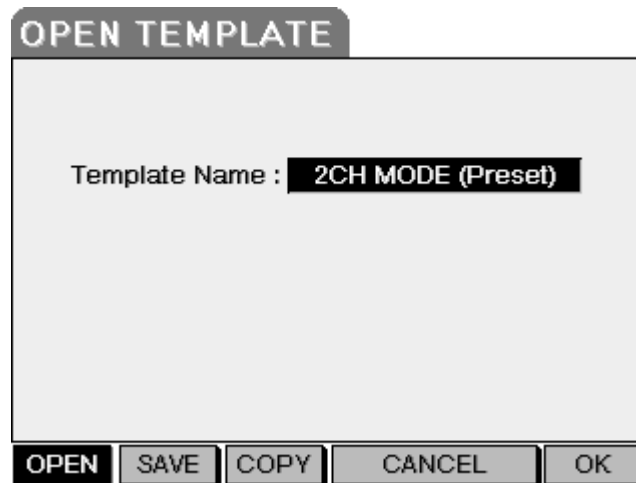 OPEN TEMPLATE
Template Name : 2CH MODE (Preset)
OPEN SAVE COPY CANCEL OK